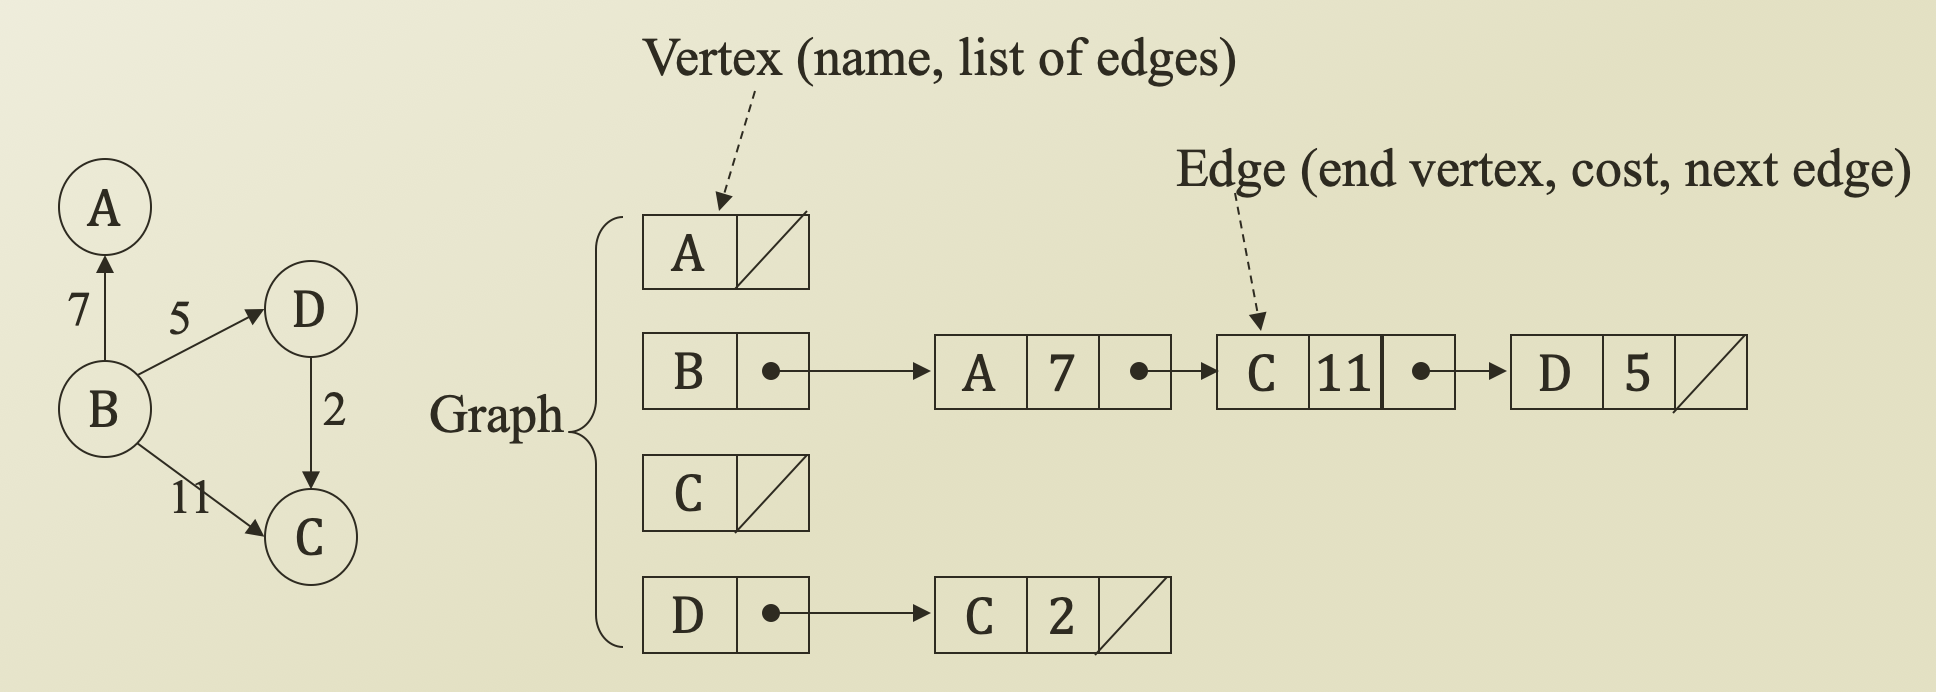 Vertex (name, list of edges)
Edge (end vertex, cost, next edge)
A
7
5
D
B
2
11
C
Graph
A
B
A 7
C 11
D 5
C
D
C 2